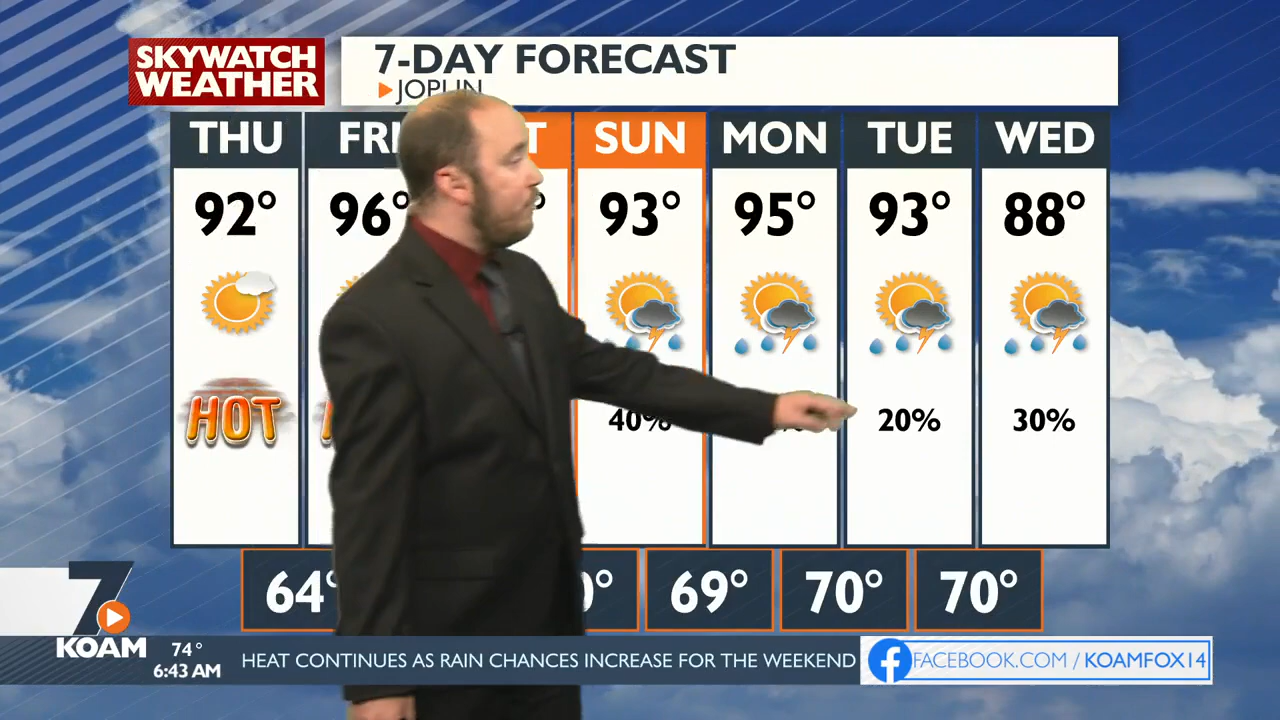 SKYWATCH
WEATHER
7-DAY FORECAST
JOPLIN
THU
FRI
SUN
MON
TUE
WED
92°
96°
93°
95°
93°
88°
HOT
40%
20%
30%
64°
69°
70°
70°
7
KOAM
74°
6:43 AM
HEAT CONTINUES AS RAIN CHANCES INCREASE FOR THE WEEKEND
FACEBOOK.COM / KOAMFOX14